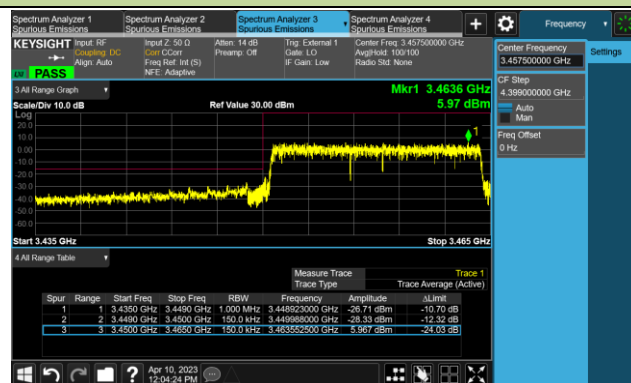 Spectrum Analyzer 1 Spectrum Analyzer 2 Spectrum Analyzer 3 Spectrum Analyzer 4 Frequency
Spurious Emissions Spurious Emissions Spurious Emissions Spurious Emissions
KEYSIGHT Input: RF Input Z: 50 Ω Atten: 14 dB Trig: External 1 Center Freq: 3.457500000 GHz
Coupling: DC Corr CCorr Preamp: Off Gate: LO Avg|Hold: 100/100
Align: Auto Freq Ref: Int (S) IF Gain: Low Radio Std: None
NFE: Adaptive
PASS
Center Frequency Settings
3.457500000 GHz
CF Step
4.399000000 GHz
Auto
Man
Freq Offset
0 Hz
3 All Range Graph Mkr1 3.4636 GHz
Scale/Div 10.0 dB Ref Value 30.00 dBm 5.97 dBm
Log
20.0
10.0
0.00
-10.0
-20.0
-30.0
-40.0
-50.0
-60.0
1
Start 3.435 GHz Stop 3.465 GHz
4 All Range Table
Measure Trace Trace 1
Trace Type Trace Average (Active)
Spur Range Start Freq Stop Freq RBW Frequency Amplitude ΔLimit
1 1 3.4350 GHz 3.4490 GHz 1.000 MHz 3.448923000 GHz -26.71 dBm -10.70 dB
2 2 3.4490 GHz 3.4500 GHz 150.0 kHz 3.449988000 GHz -28.33 dBm -12.32 dB
3 3 3.4500 GHz 3.4650 GHz 150.0 kHz 3.463552500 GHz 5.967 dBm -24.03 dB
? Apr 10, 2023
12:04:24 PM